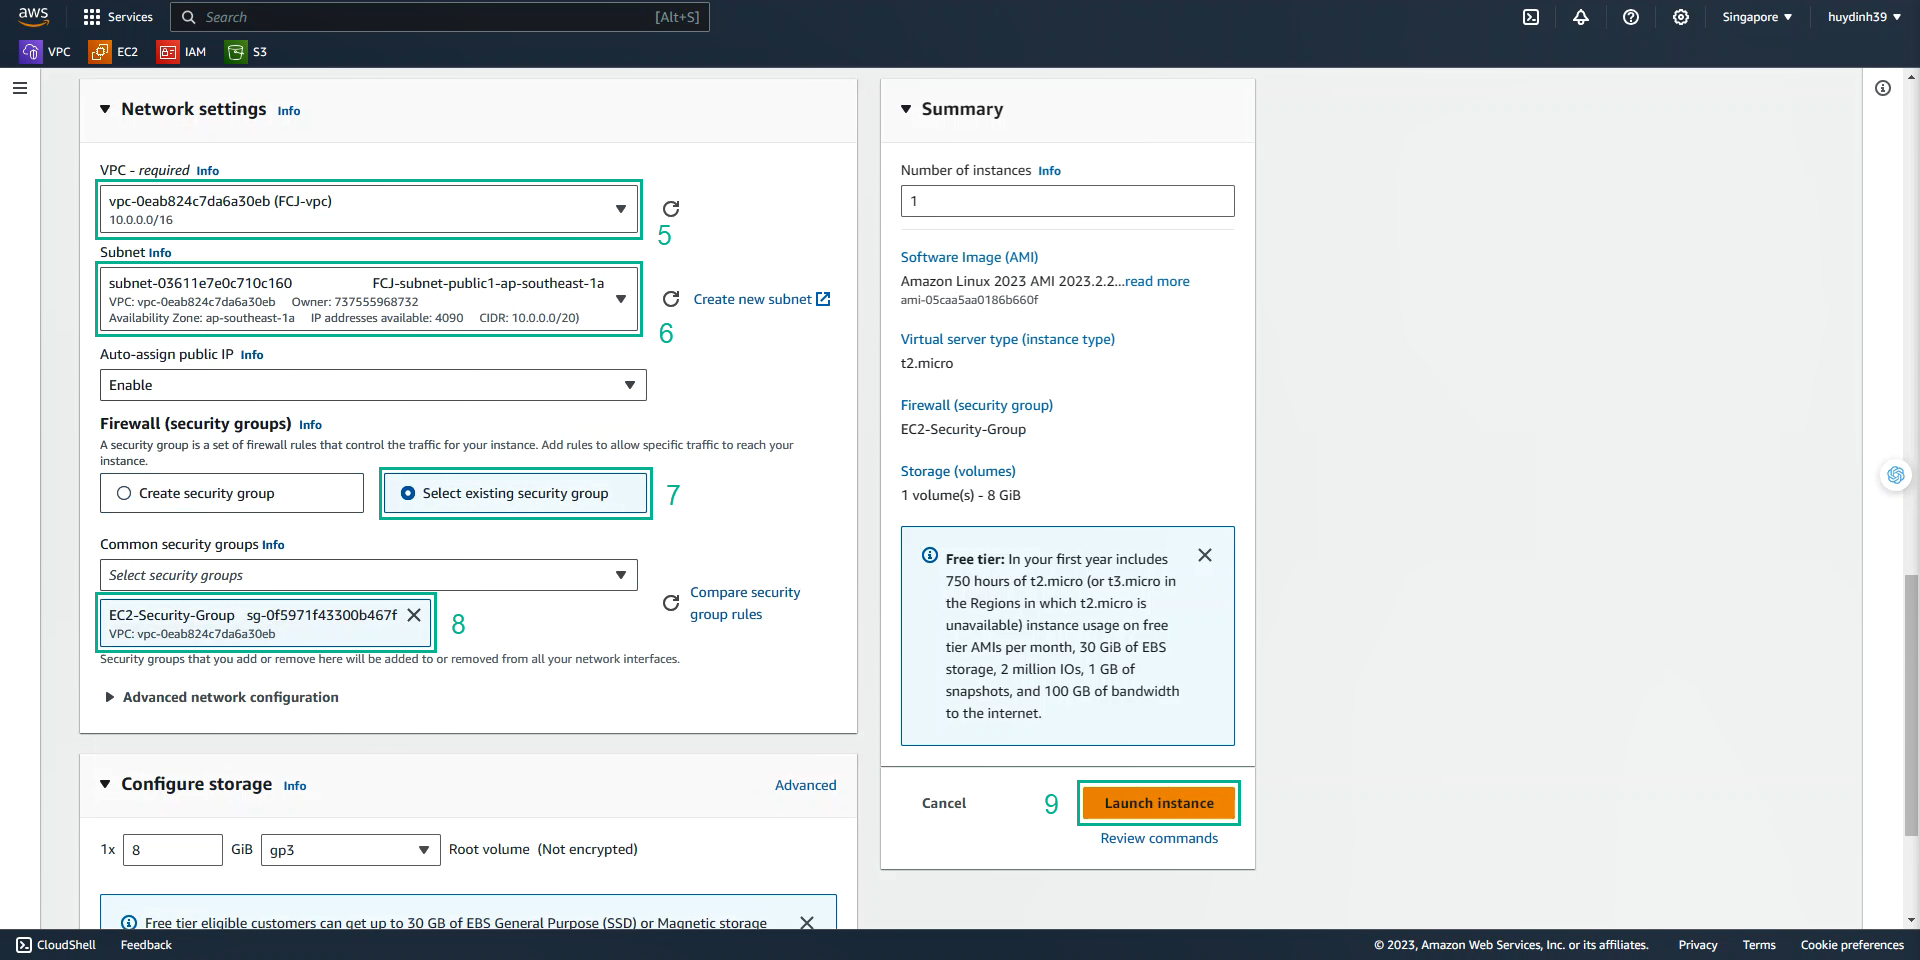 aws
Services
Search [Alt+S]
Singapore
huydinh39
VPC
EC2
IAM
S3
Network settings Info
VPC - required Info
vpc-0eab824c7da6a30eb (FCJ-vpc)
10.0.0.0/16
5
Subnet Info
subnet-03611e7e0c710c160 FCJ-subnet-public1-ap-southeast-1a
VPC: vpc-0eab824c7da6a30eb Owner: 737555968732
Availability Zone: ap-southeast-1a IP addresses available: 4090 CIDR: 10.0.0.0/20)
Create new subnet
6
Auto-assign public IP Info
Enable
Firewall (security groups) Info
A security group is a set of firewall rules that control the traffic for your instance. Add rules to allow specific traffic to reach your
instance.
Create security group
Select existing security group
7
Common security groups Info
Select security groups
EC2-Security-Group sg-0f5971f43300b467f
VPC: vpc-0eab824c7da6a30eb
8
Compare security
group rules
Security groups that you add or remove here will be added to or removed from all your network interfaces.
Advanced network configuration
Configure storage Info
Advanced
1x 8 GiB gp3 Root volume (Not encrypted)
Free tier eligible customers can get up to 30 GB of EBS General Purpose (SSD) or Magnetic storage
Summary
Number of instances Info
1
Software Image (AMI)
Amazon Linux 2023 AMI 2023.2.2...read more
ami-05caa5aa0186b660f
Virtual server type (instance type)
t2.micro
Firewall (security group)
EC2-Security-Group
Storage (volumes)
1 volume(s) - 8 GiB
Free tier: In your first year includes
750 hours of t2.micro (or t3.micro in
the Regions in which t2.micro is
unavailable) instance usage on free
tier AMIs per month, 30 GiB of EBS
storage, 2 million IOs, 1 GB of
snapshots, and 100 GB of bandwidth
to the internet.
Cancel
9
Launch instance
Review commands
CloudShell
Feedback
© 2023, Amazon Web Services, Inc. or its affiliates.
Privacy
Terms
Cookie preferences